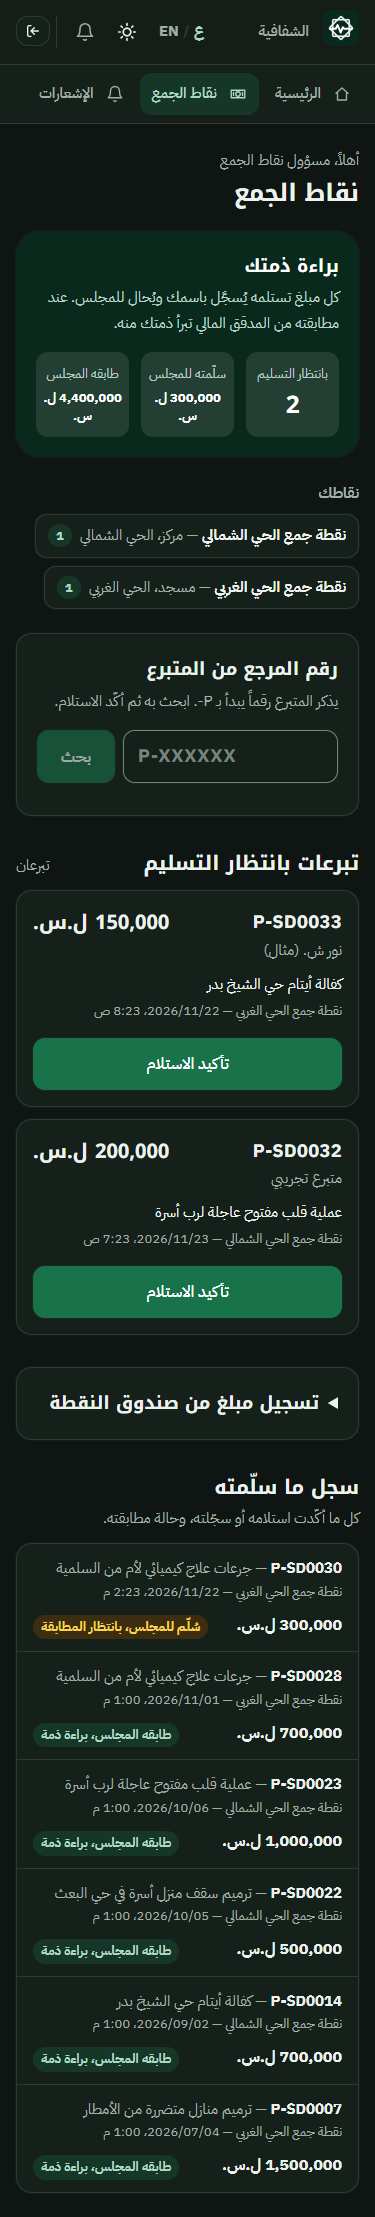 الشفافية
ع / EN
الرئيسية
نقاط الجمع
الإشعارات
أهلاً، مسؤول نقاط الجمع
نقاط الجمع
براءة ذمتك
كل مبلغ تستلمه يُسجَّل باسمك ويُحال للمجلس. عند
مطابقته من المدقق المالي تبرأ ذمتك منه.
بانتظار التسليم
2
سلّمته للمجلس
300,000 ل.
س.
طابقه المجلس
4,400,000 ل.
س.
نقاطك
نقطة جمع الحي الشمالي — مركز، الحي الشمالي 1
نقطة جمع الحي الغربي — مسجد، الحي الغربي 1
رقم المرجع من المتبرع
يذكر المتبرع رقماً يبدأ بـ P-. ابحث به ثم أكّد الاستلام.
P-XXXXXX
بحث
تبرعات بانتظار التسليم
تبرعان
P-SD0033
150,000 ل.س.
نور ش. (مثال)
كفالة أيتام حي الشيخ بدر
نقطة جمع الحي الغربي — 2026/11/22، 8:23 ص
تأكيد الاستلام
P-SD0032
200,000 ل.س.
متبرع تجريبي
عملية قلب مفتوح عاجلة لرب أسرة
نقطة جمع الحي الشمالي — 2026/11/23، 7:23 ص
تأكيد الاستلام
تسجيل مبلغ من صندوق النقطة
سجل ما سلّمته
كل ما أكّدت استلامه أو سجّلته، وحالة مطابقته.
P-SD0030 — جرعات علاج كيميائي لأم من السلمية
نقطة جمع الحي الغربي — 2026/11/22، 2:23 م
300,000 ل.س.
سُلّم للمجلس، بانتظار المطابقة
P-SD0028 — جرعات علاج كيميائي لأم من السلمية
نقطة جمع الحي الغربي — 2026/11/01، 1:00 م
700,000 ل.س.
طابقه المجلس، براءة ذمة
P-SD0023 — عملية قلب مفتوح عاجلة لرب أسرة
نقطة جمع الحي الشمالي — 2026/10/06، 1:00 م
1,000,000 ل.س.
طابقه المجلس، براءة ذمة
P-SD0022 — ترميم سقف منزل أسرة في حي البعث
نقطة جمع الحي الشمالي — 2026/10/05، 1:00 م
500,000 ل.س.
طابقه المجلس، براءة ذمة
P-SD0014 — كفالة أيتام حي الشيخ بدر
نقطة جمع الحي الشمالي — 2026/09/02، 1:00 م
700,000 ل.س.
طابقه المجلس، براءة ذمة
P-SD0007 — ترميم منازل متضررة من الأمطار
نقطة جمع الحي الغربي — 2026/07/04، 1:00 م
1,500,000 ل.س.
طابقه المجلس، براءة ذمة